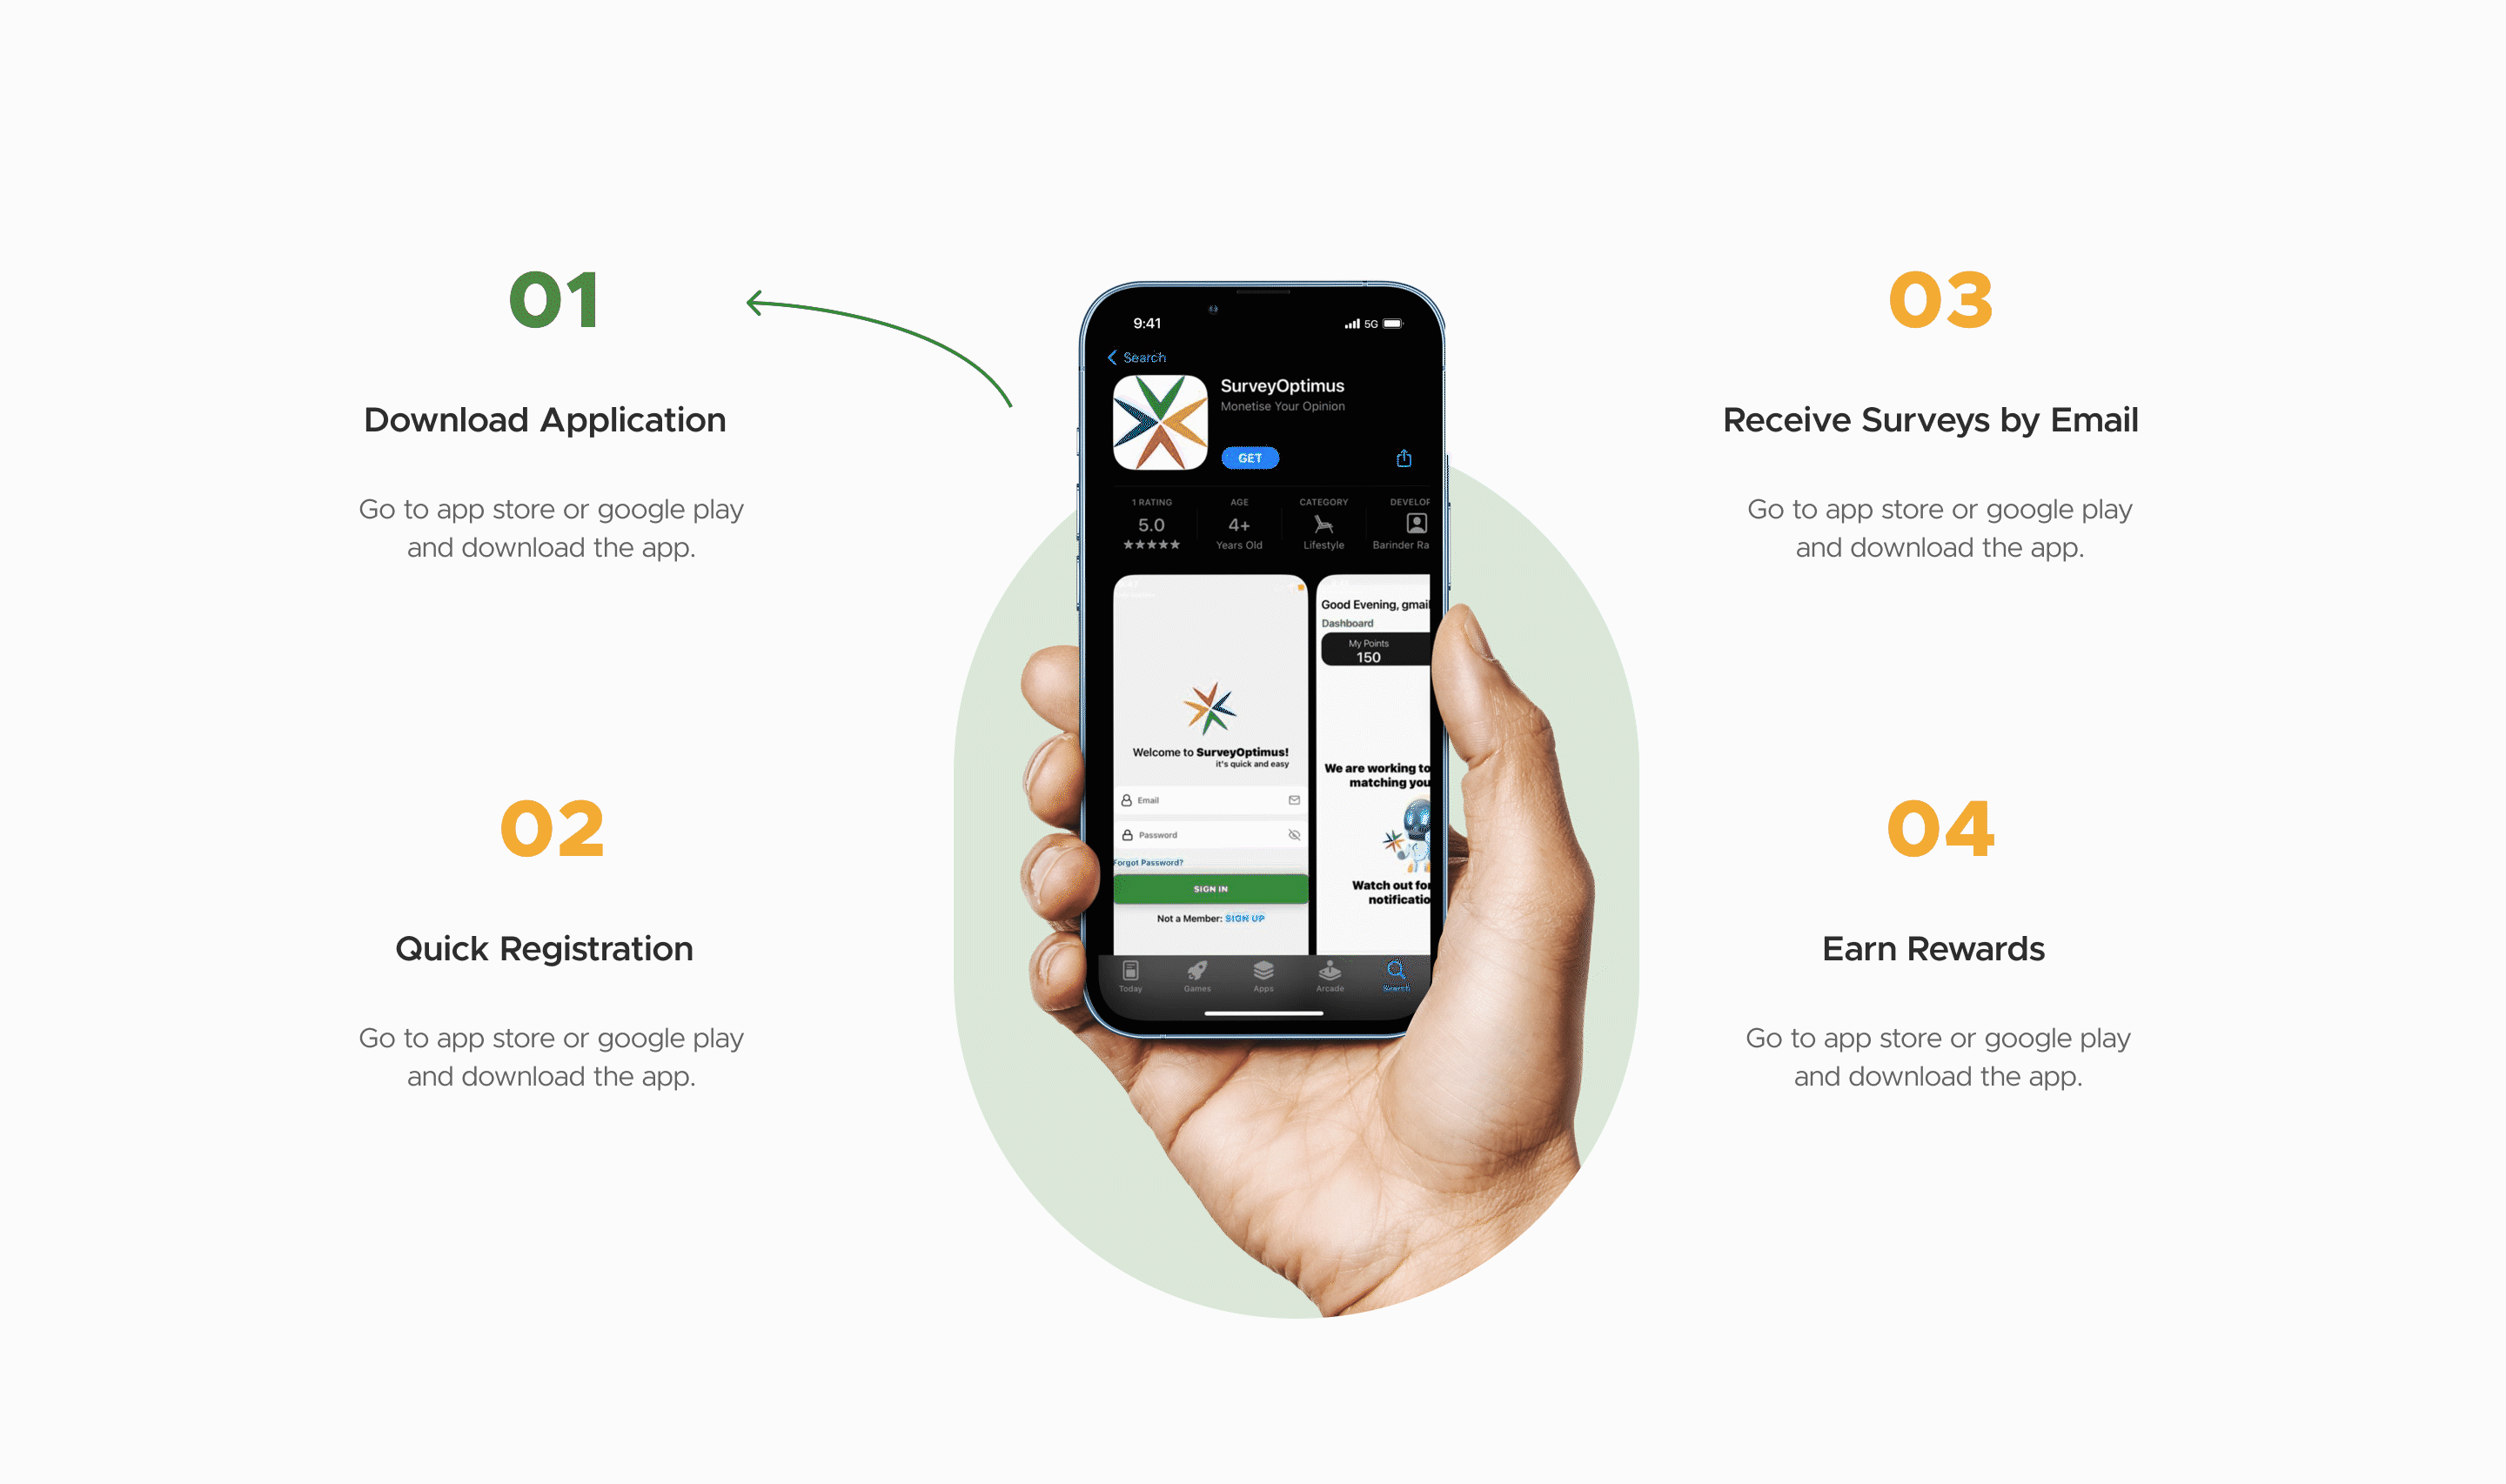 01
Download Application
Go to app store or google play
and download the app.
02
Quick Registration
Go to app store or google play
and download the app.
9:41
5G
Search
SurveyOptimus
Monetise Your Opinion
GET
1 RATING
5.0
AGE
4+
Years Old
CATEGORY
Lifestyle
DEVELOP
Barinder Ra
Welcome to SurveyOptimus!
it's quick and easy
Email
Password
Forgot Password?
SIGN IN
Not a Member: SIGN UP
Good Evening, gmail
Dashboard
My Points
150
We are working to
matching you
Watch out for
notificatio
Today
Games
Apps
Arcade
Search
03
Receive Surveys by Email
Go to app store or google play
and download the app.
04
Earn Rewards
Go to app store or google play
and download the app.